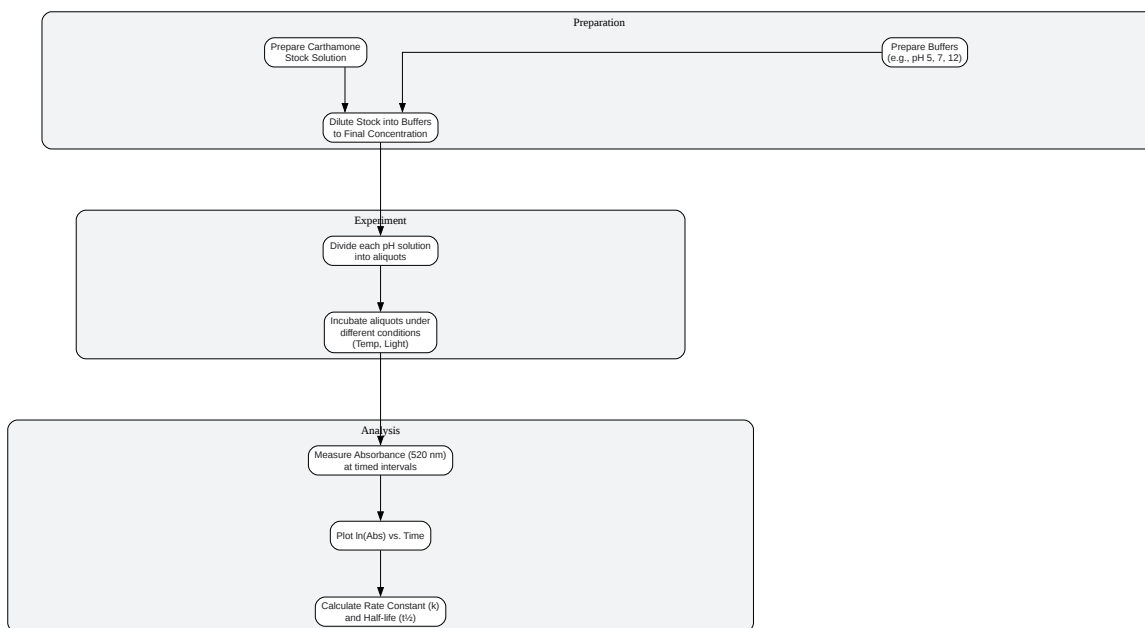 Preparation
Prepare Carthamone
Stock Solution
Prepare Buffers
(e.g., pH 5, 7, 12)
Dilute Stock into Buffers
to Final Concentration
Experiment
Divide each pH solution
into aliquots
Incubate aliquots under
different conditions
(Temp, Light)
Analysis
Measure Absorbance (520 nm)
at timed intervals
Plot ln(Abs) vs. Time
Calculate Rate Constant (k)
and Half-life (t½)